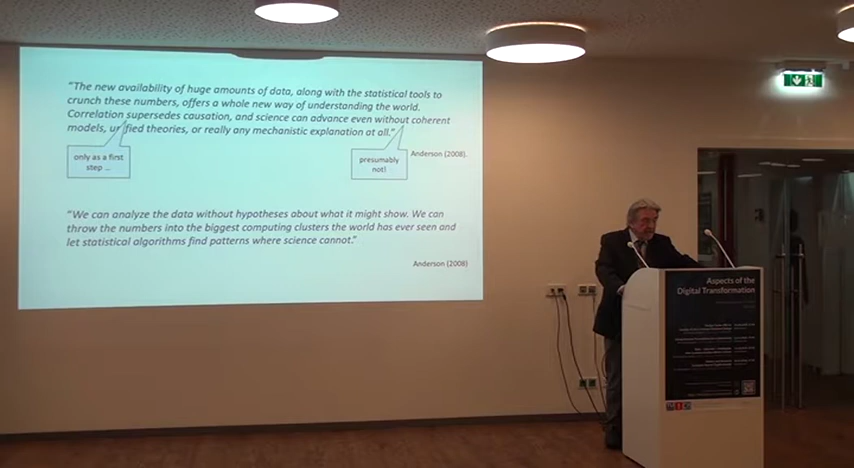 “The new availability of huge amounts of data, along with the statistical tools to
crunch these numbers, offers a whole new way of understanding the world.
Correlation supersedes causation, and science can advance even without coherent
models, unified theories, or really any mechanistic explanation at all.”
Anderson (2008).
only as a first
step ...
presumably
not!
“We can analyze the data without hypotheses about what it might show. We can
throw the numbers into the biggest computing clusters the world has ever seen and
let statistical algorithms find patterns where science cannot.”
Anderson (2008)
Aspects of the
Digital Transformation